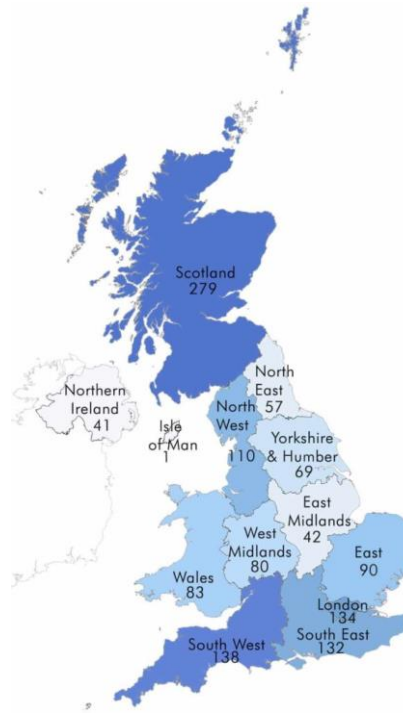 Scotland
279
North
East
57
Northern
Ireland
41
North
West
110
Isle
of Man
1
Yorkshire
& Humber
69
East
Midlands
42
West
Midlands
80
East
90
Wales
83
London
134
South East
132
South West
138